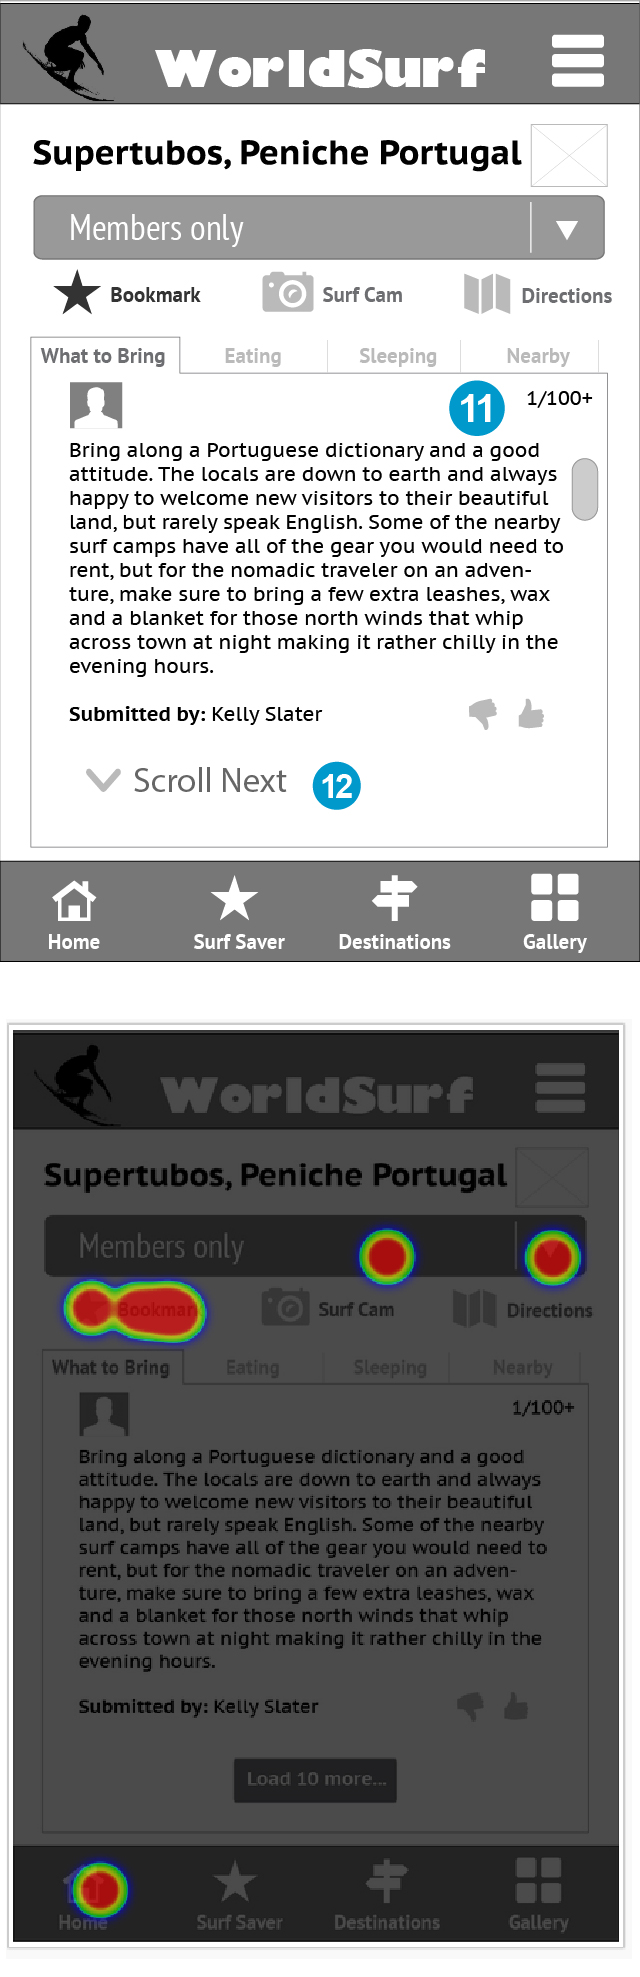 WorldSurf
Supertubos, Peniche Portugal
Members only
Bookmark Surf Cam Directions
What to Bring Eating Sleeping Nearby
11 1/100+
Bring along a Portuguese dictionary and a good
attitude. The locals are down to earth and always
happy to welcome new visitors to their beautiful
land, but rarely speak English. Some of the nearby
surf camps have all of the gear you would need to
rent, but for the nomadic traveler on an adven-
ture, make sure to bring a few extra leashes, wax
and a blanket for those north winds that whip
across town at night making it rather chilly in the
evening hours.
Submitted by: Kelly Slater
Scroll Next 12
Home Surf Saver Destinations Gallery
WorldSurf
Supertubos, Peniche Portugal
Members only
Bookmark Surf Cam Directions
What to Bring Eating Sleeping Nearby
1/100+
Bring along a Portuguese dictionary and a good
attitude. The locals are down to earth and always
happy to welcome new visitors to their beautiful
land, but rarely speak English. Some of the nearby
surf camps have all of the gear you would need to
rent, but for the nomadic traveler on an adven-
ture, make sure to bring a few extra leashes, wax
and a blanket for those north winds that whip
across town at night making it rather chilly in the
evening hours.
Submitted by: Kelly Slater
Load 10 more...
Home Surf Saver Destinations Gallery